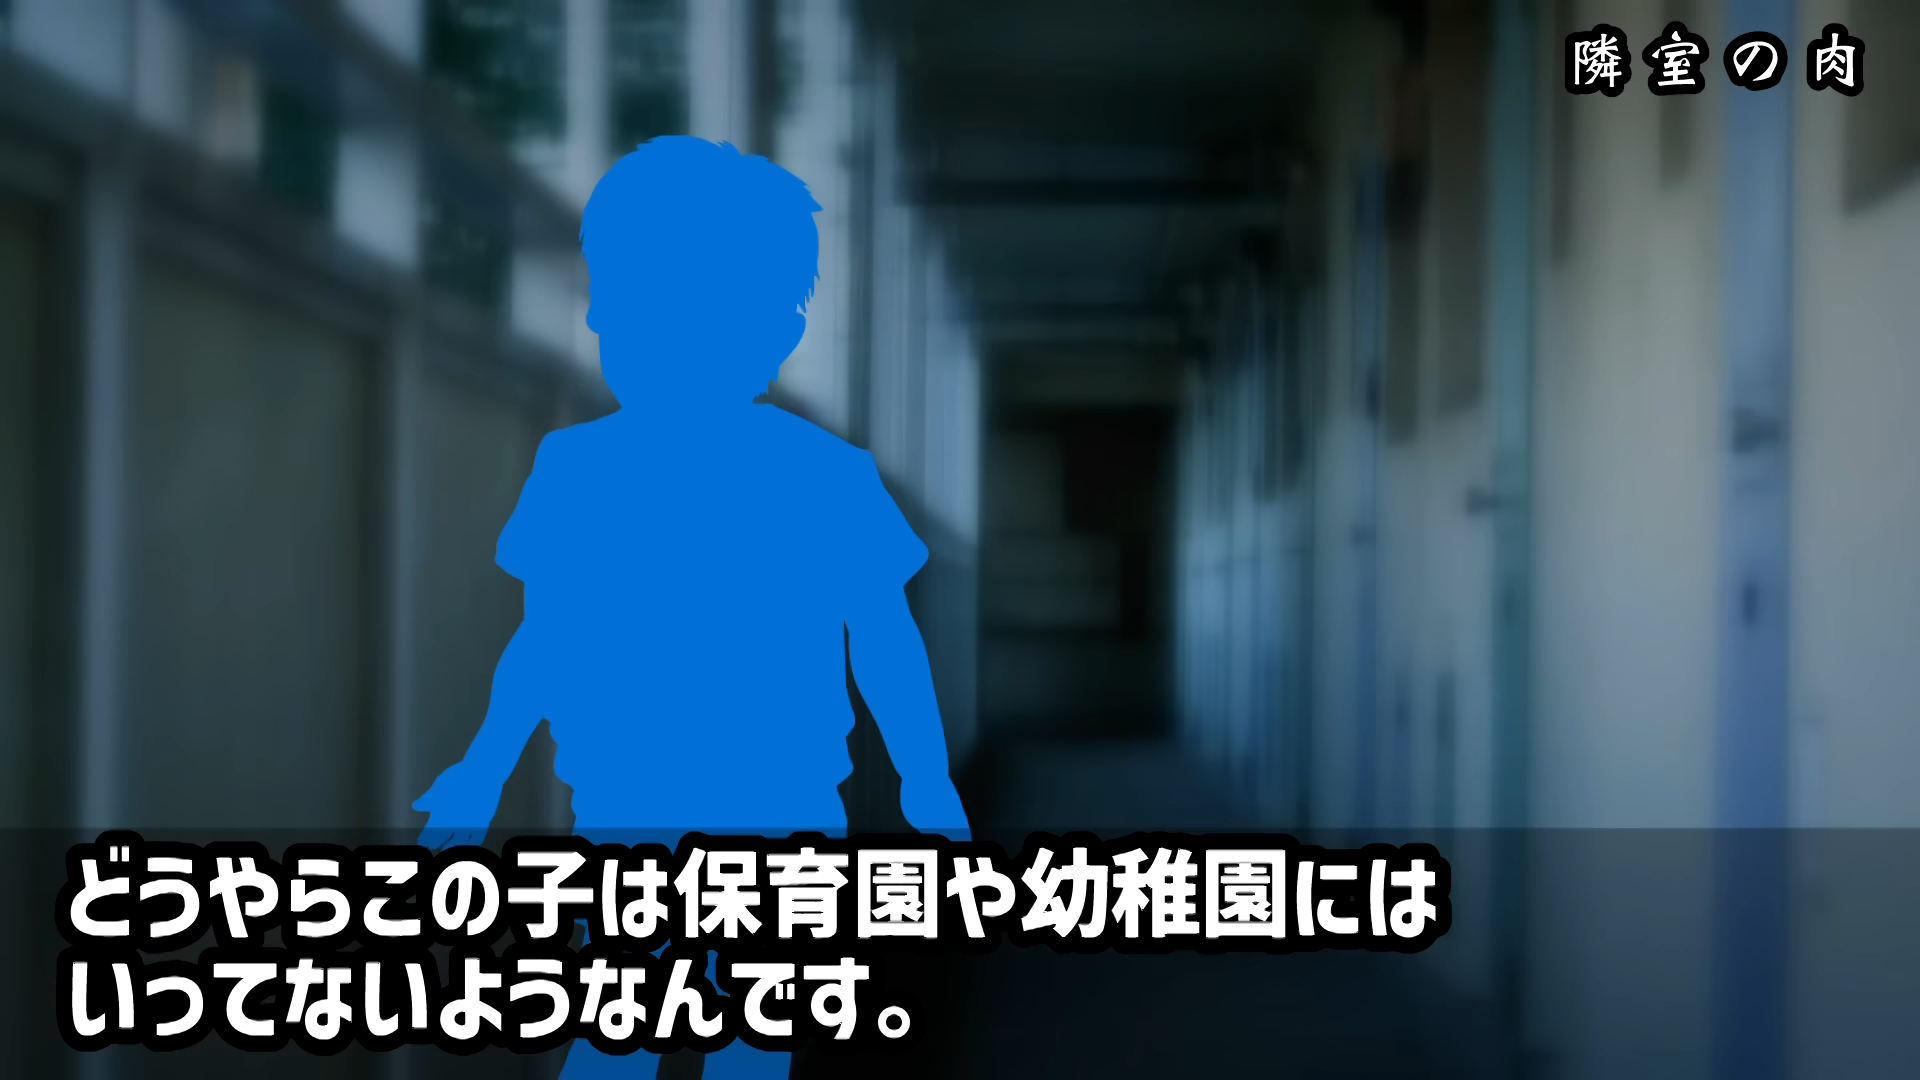 隣室の肉
どうやらこの子は保育園や幼稚園には
いってないようなんです。